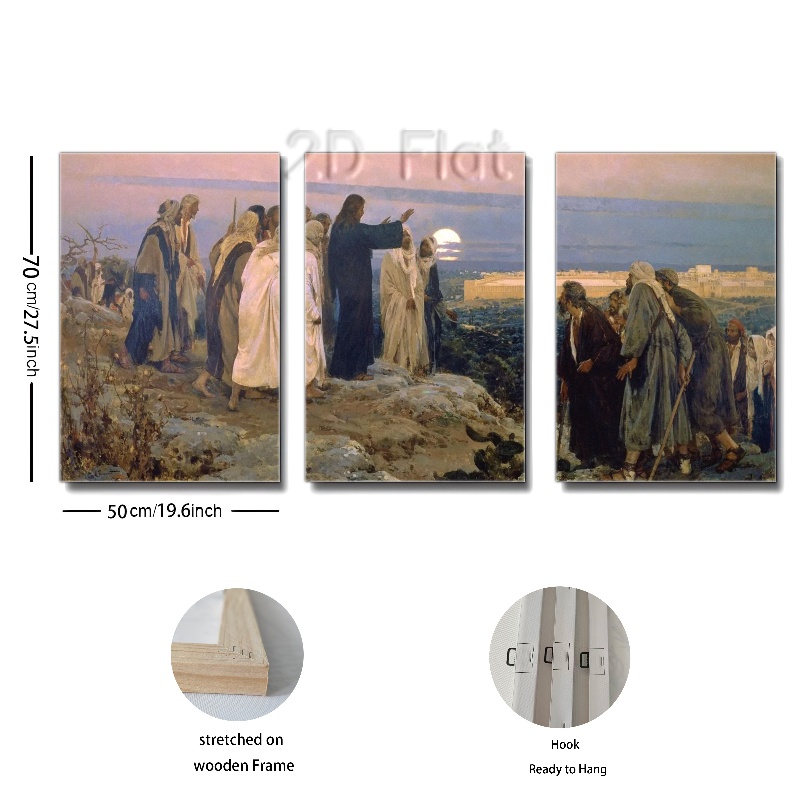 2D Flat
70 cm/27.5inch
50 cm/19.6inch
stretched on
wooden Frame
Hook
Ready to Hang